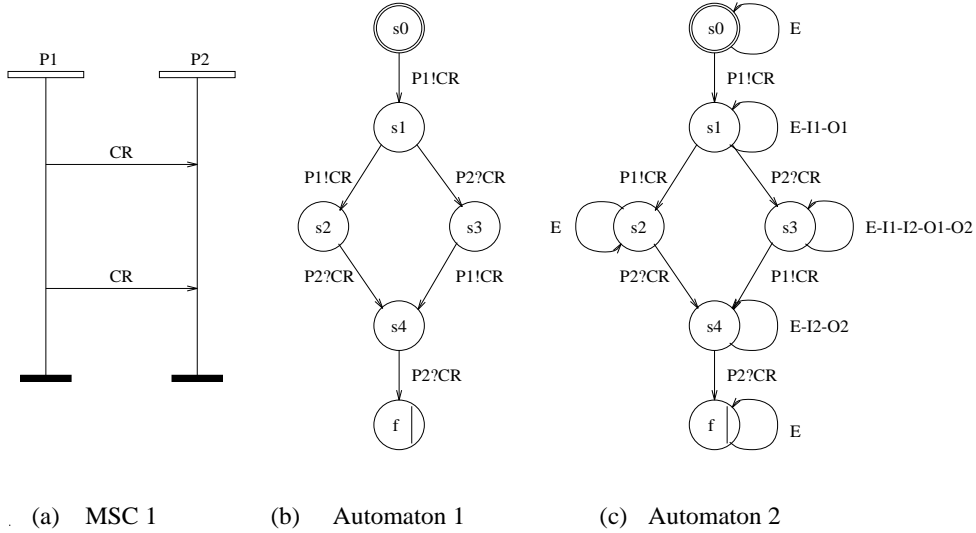 P1
P2
CR
CR
(a) MSC 1
s0
P1!CR
s1
P1!CR
P2?CR
s2
s3
P2?CR
P1!CR
s4
P2?CR
f
(b) Automaton 1
s0
E
P1!CR
s1
E-I1-O1
P1!CR
P2?CR
E
s2
s3
E-I1-I2-O1-O2
P2?CR
P1!CR
s4
E-I2-O2
P2?CR
f
E
(c) Automaton 2